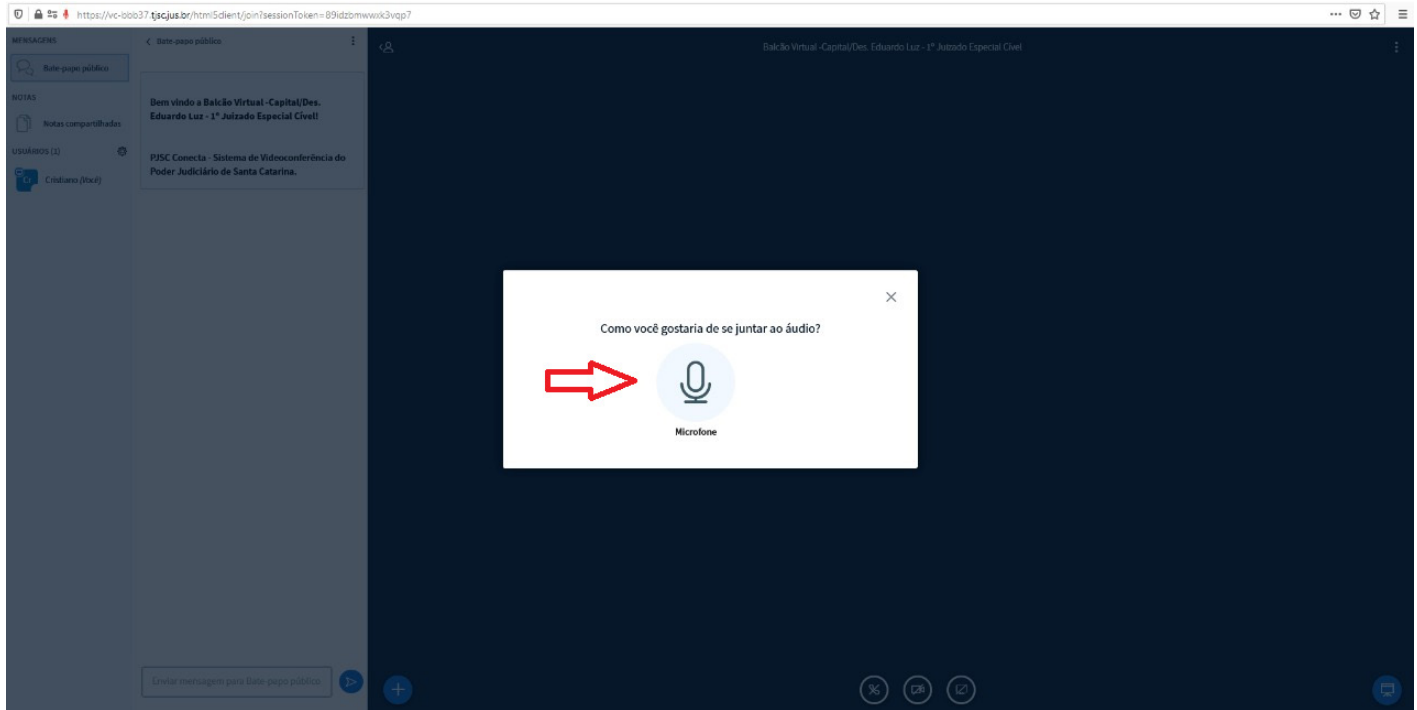 https://vc-bbb37.tjsc.jus.br/html5client/join?sessionToken=89idzbmwwxk3vqp7
MENSAGENS
Bate-papo público
NOTAS
Notas compartilhadas
USUÁRIOS (1)
Cr
Cristiano (Você)
Bate-papo público
Bem vindo a Balcão Virtual -Capital/Des.
Eduardo Luz - 1º Juizado Especial Cível!
PJSC Conecta - Sistema de Videoconferência do
Poder Judiciário de Santa Catarina.
Enviar mensagem para Bate-papo público
Balcão Virtual -Capital/Des. Eduardo Luz - 1º Juizado Especial Cível
Como você gostaria de se juntar ao áudio?
Microfone